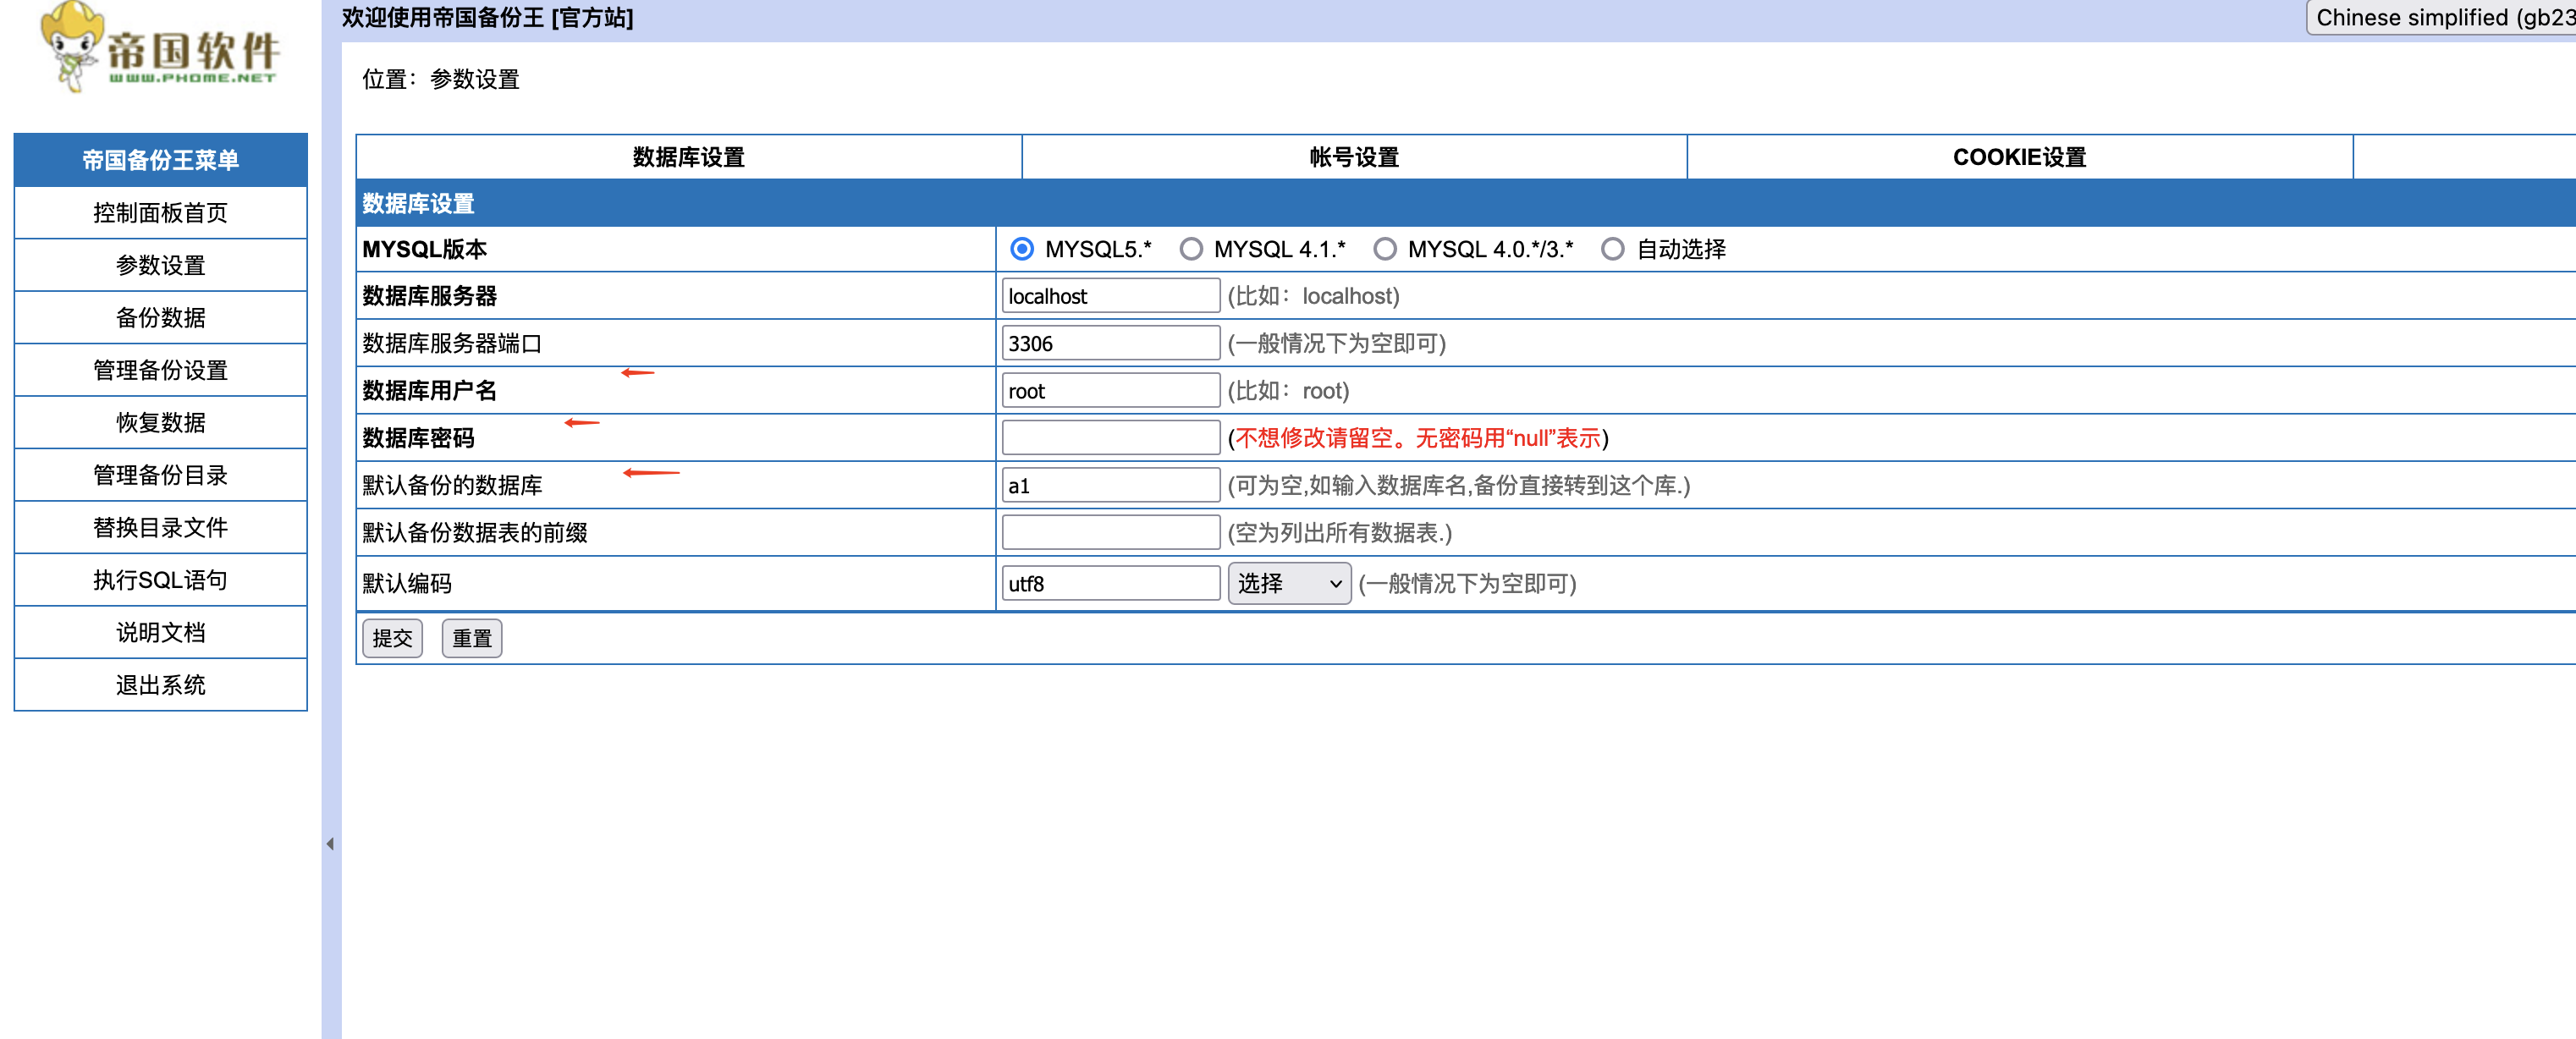 帝国软件
WWW.PHOME.NET
欢迎使用帝国备份王 [官方站]
Chinese simplified (gb23
位置：参数设置
帝国备份王菜单
控制面板首页
参数设置
备份数据
管理备份设置
恢复数据
管理备份目录
替换目录文件
执行SQL语句
说明文档
退出系统
数据库设置 帐号设置 COOKIE设置
数据库设置
MYSQL版本 MYSQL5.* MYSQL 4.1.* MYSQL 4.0.*/3.* 自动选择
数据库服务器 localhost (比如：localhost)
数据库服务器端口 3306 (一般情况下为空即可)
数据库用户名 root (比如：root)
数据库密码 (不想修改请留空。无密码用“null”表示)
默认备份的数据库 a1 (可为空,如输入数据库名,备份直接转到这个库.)
默认备份数据表的前缀 (空为列出所有数据表.)
默认编码 utf8 选择 (一般情况下为空即可)
提交 重置